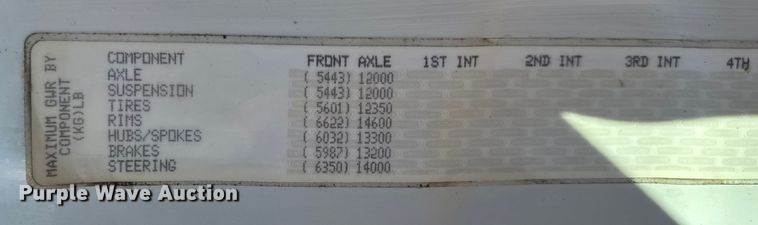 MAXIMUM GWR BY
COMPONENT
(KG)LB
COMPONENT FRONT AXLE 1ST INT 2ND INT 3RD INT 4TH
AXLE ( 5443) 12000
SUSPENSION ( 5443) 12000
TIRES ( 5601) 12350
RIMS ( 6622) 14600
HUBS/SPOKES ( 6032) 13300
BRAKES ( 5987) 13200
STEERING ( 6350) 14000
Purple Wave Auction